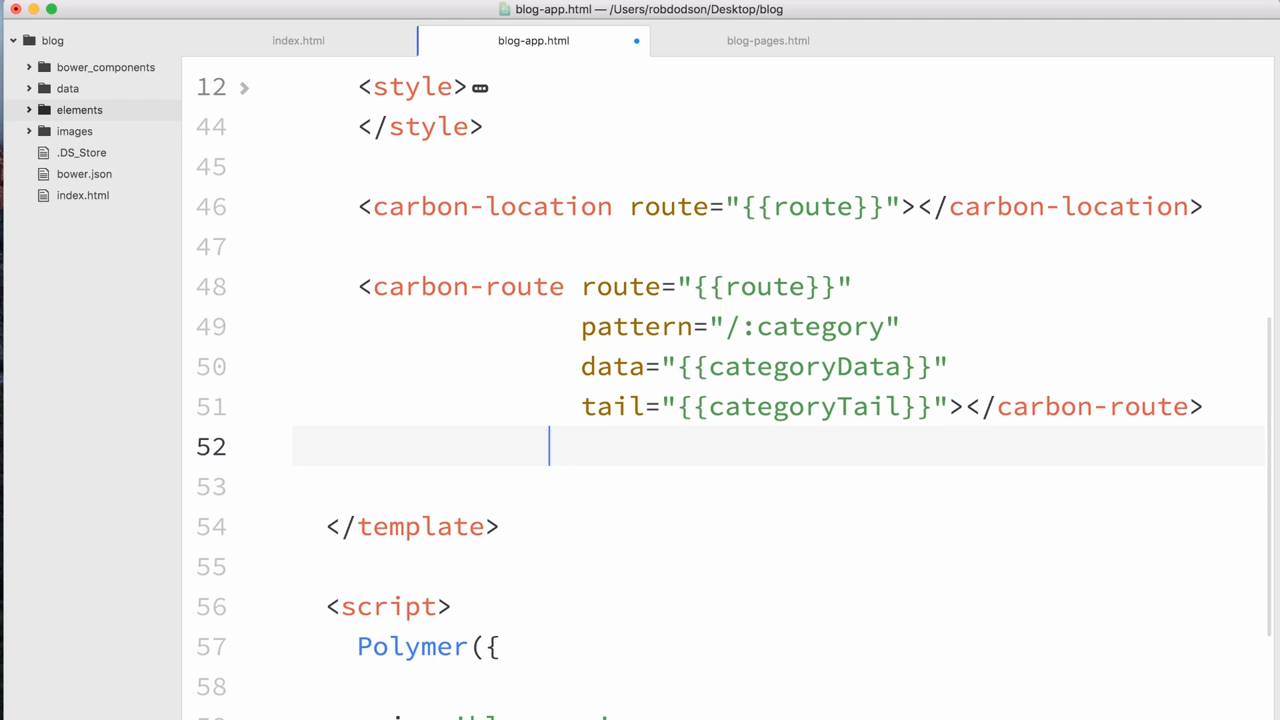 blog-app.html — /Users/robdodson/Desktop/blog
blog
index.html
blog-app.html
blog-pages.html
bower_components
data
elements
images
.DS_Store
bower.json
index.html
12 <style>
44 </style>
45
46 <carbon-location route="{{route}}"></carbon-location>
47
48 <carbon-route route="{{route}}"
49 pattern="/:category"
50 data="{{categoryData}}"
51 tail="{{categoryTail}}"></carbon-route>
52
53
54 </template>
55
56 <script>
57 Polymer({
58